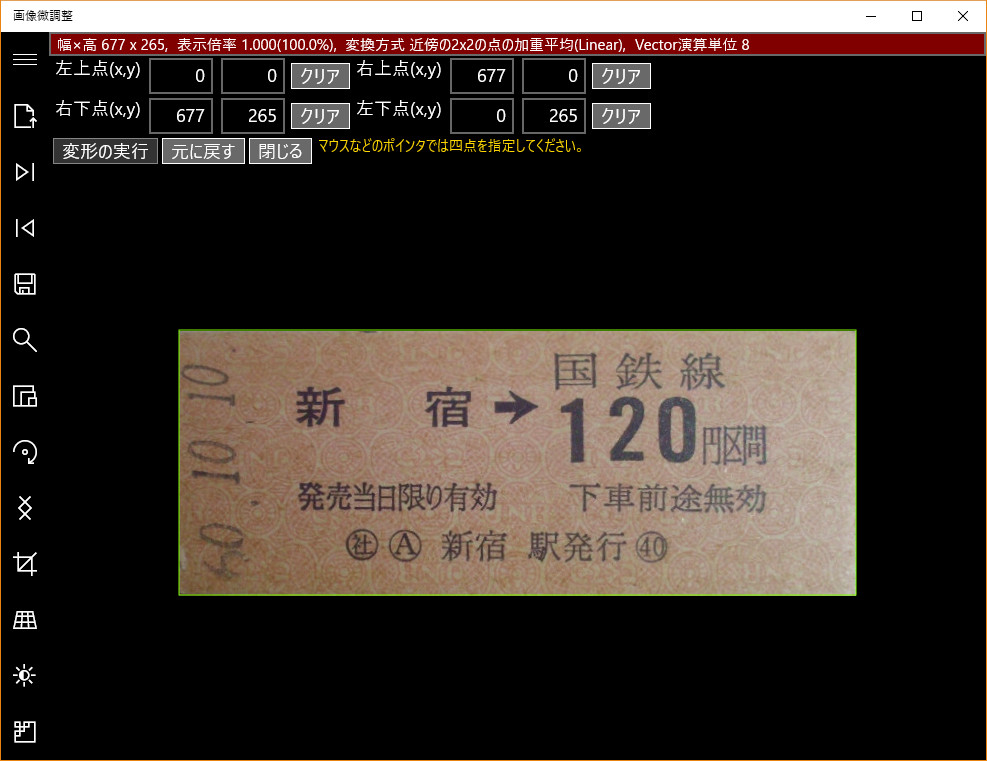 画像微調整
幅×高 677 x 265, 表示倍率 1.000(100.0%), 変換方式 近傍の2x2の点の加重平均(Linear), Vector演算単位 8
左上点(x,y) 0 0 クリア 右上点(x,y) 677 0 クリア
右下点(x,y) 677 265 クリア 左下点(x,y) 0 265 クリア
変形の実行 元に戻す 閉じる マウスなどのポインタでは四点を指定してください。
国鉄線
新宿➔120円区間
発売当日限り有効 下車前途無効
㊓ Ⓐ 新宿 駅発行 ㊵
60.10.10.